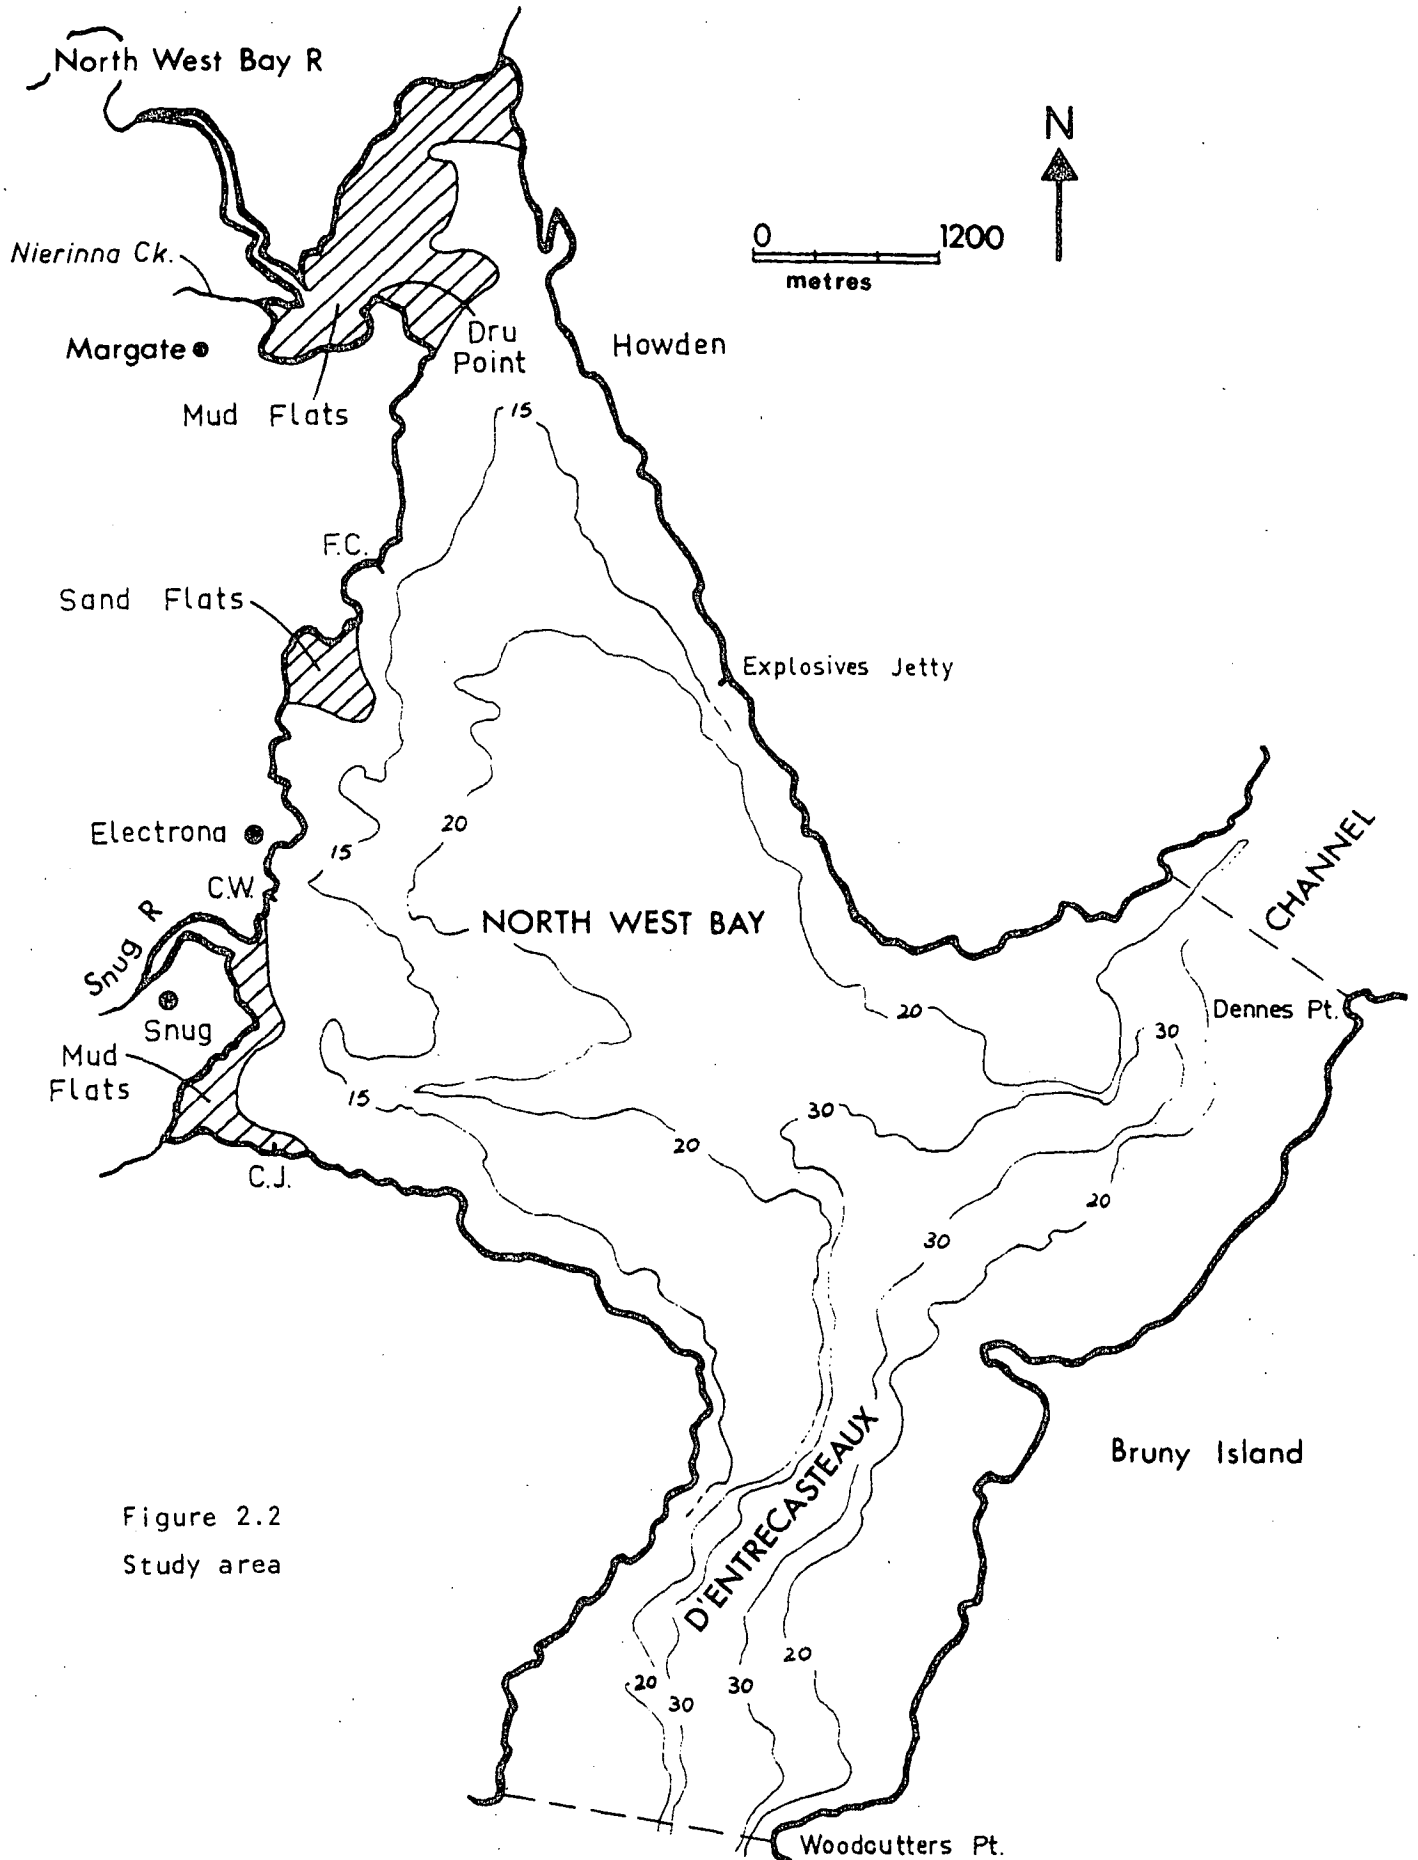 North West Bay R
N
Nierinna Ck.
0 1200
metres
Margate
Dru
Point
Howden
Mud Flats
15
F.C.
Sand Flats
Explosives Jetty
20
Electrona
15
CHANNEL
C.W.
NORTH WEST BAY
Snug R
Snug
20
Dennes Pt.
30
Mud
Flats
15
30
20
C.J.
20
30
Bruny Island
D'ENTRECASTEAUX
Figure 2.2
Study area
20
20
30
30
Woodcutters Pt.